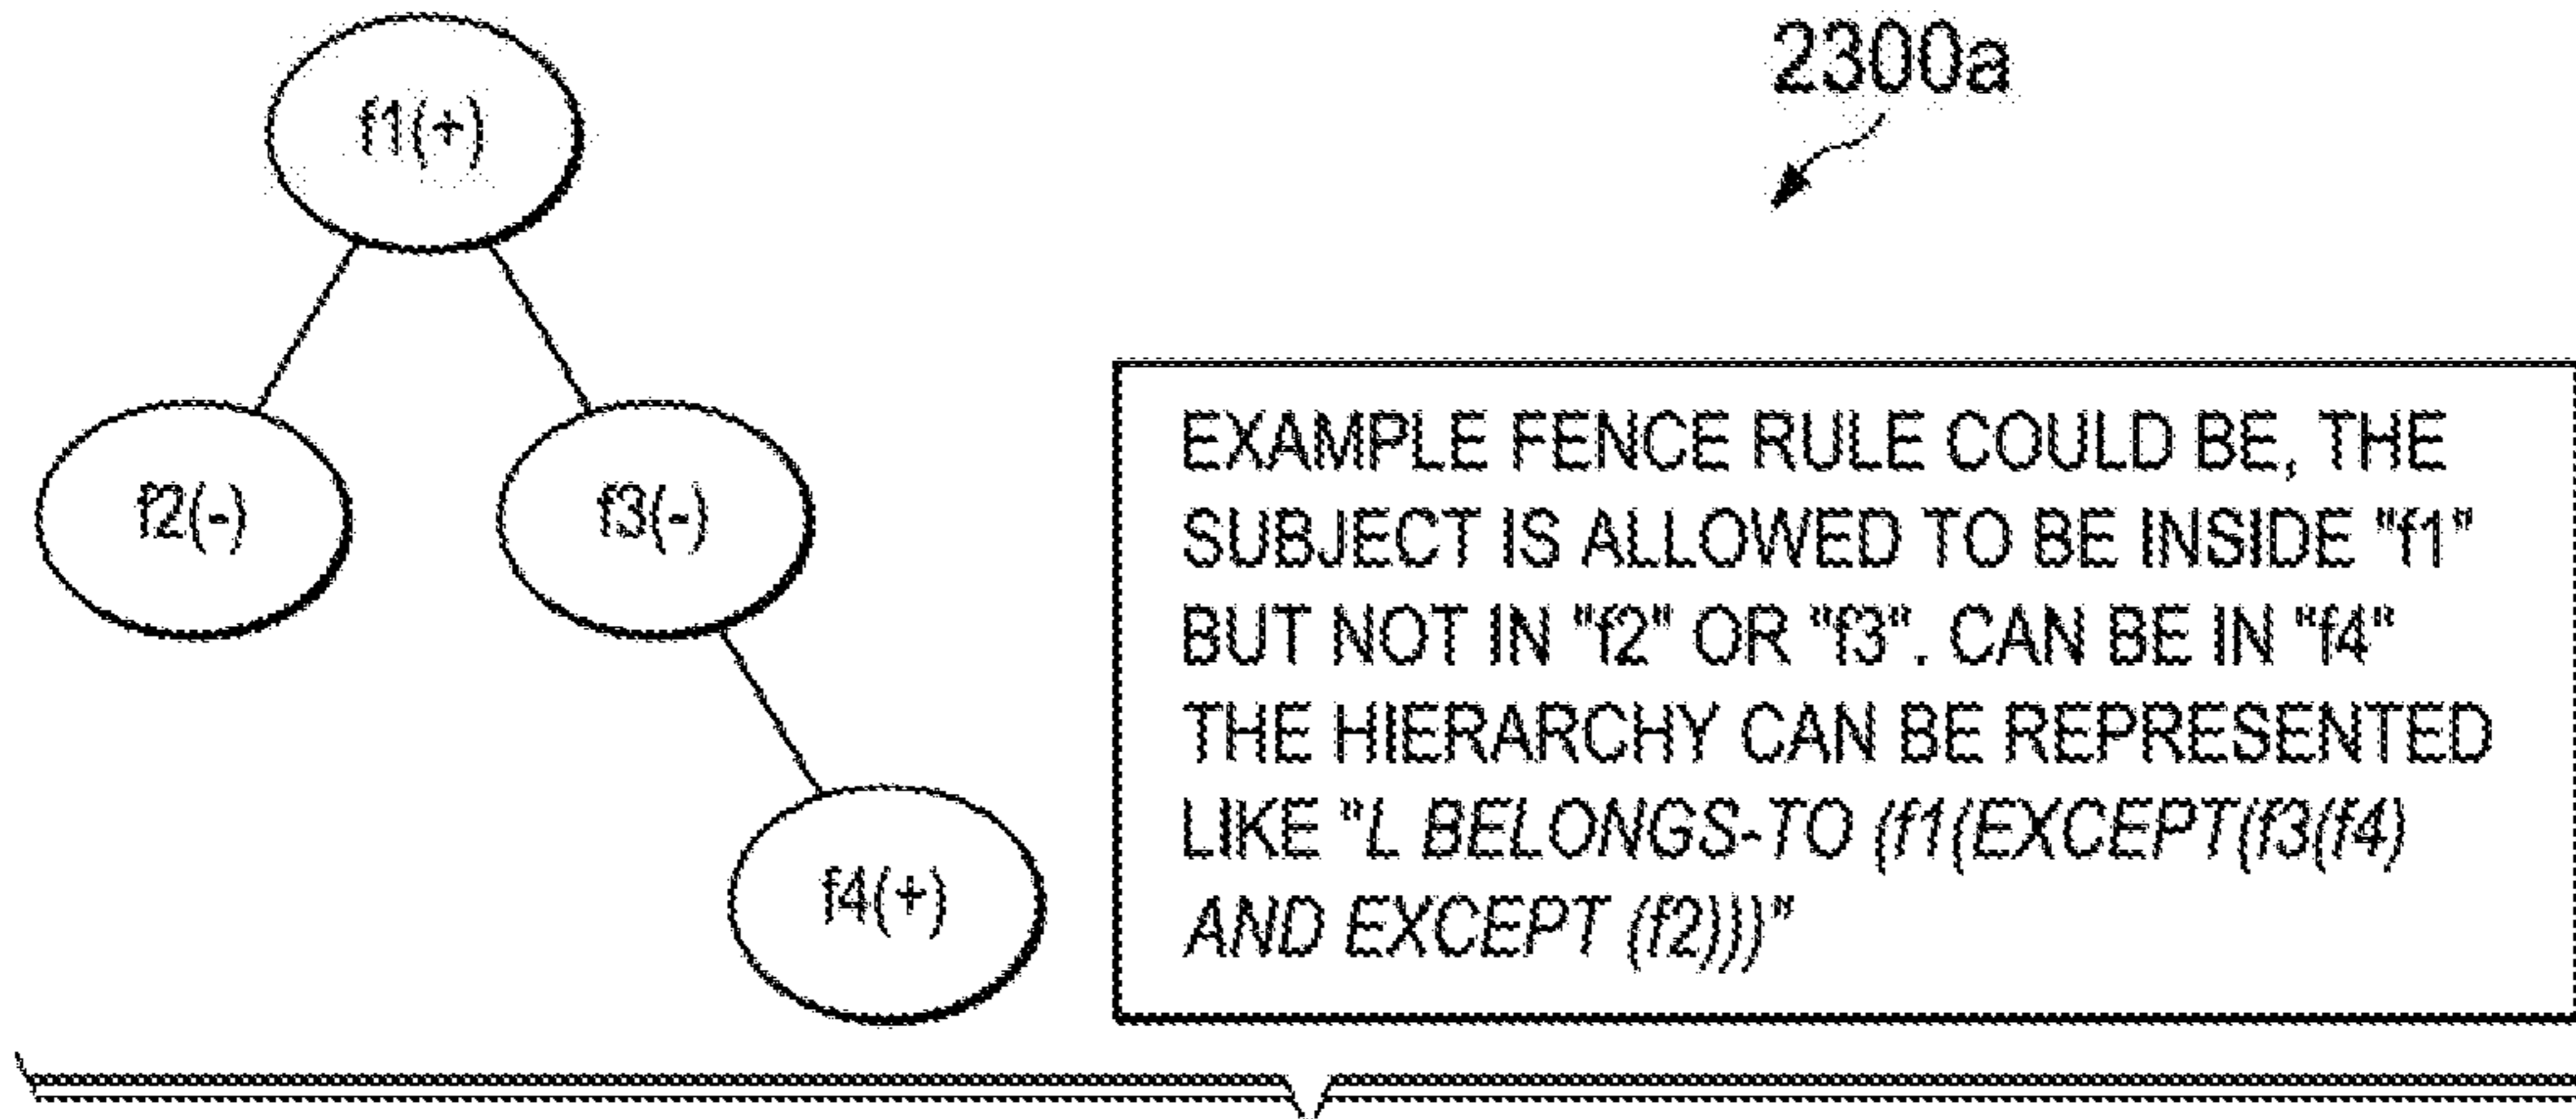 2300a
f1(+)
f2(-)
f3(-)
f4(+)
EXAMPLE FENCE RULE COULD BE, THE
SUBJECT IS ALLOWED TO BE INSIDE "f1"
BUT NOT IN "f2" OR "f3". CAN BE IN "f4"
THE HIERARCHY CAN BE REPRESENTED
LIKE "L BELONGS-TO (f1(EXCEPT(f3(f4)
AND EXCEPT (f2)))"